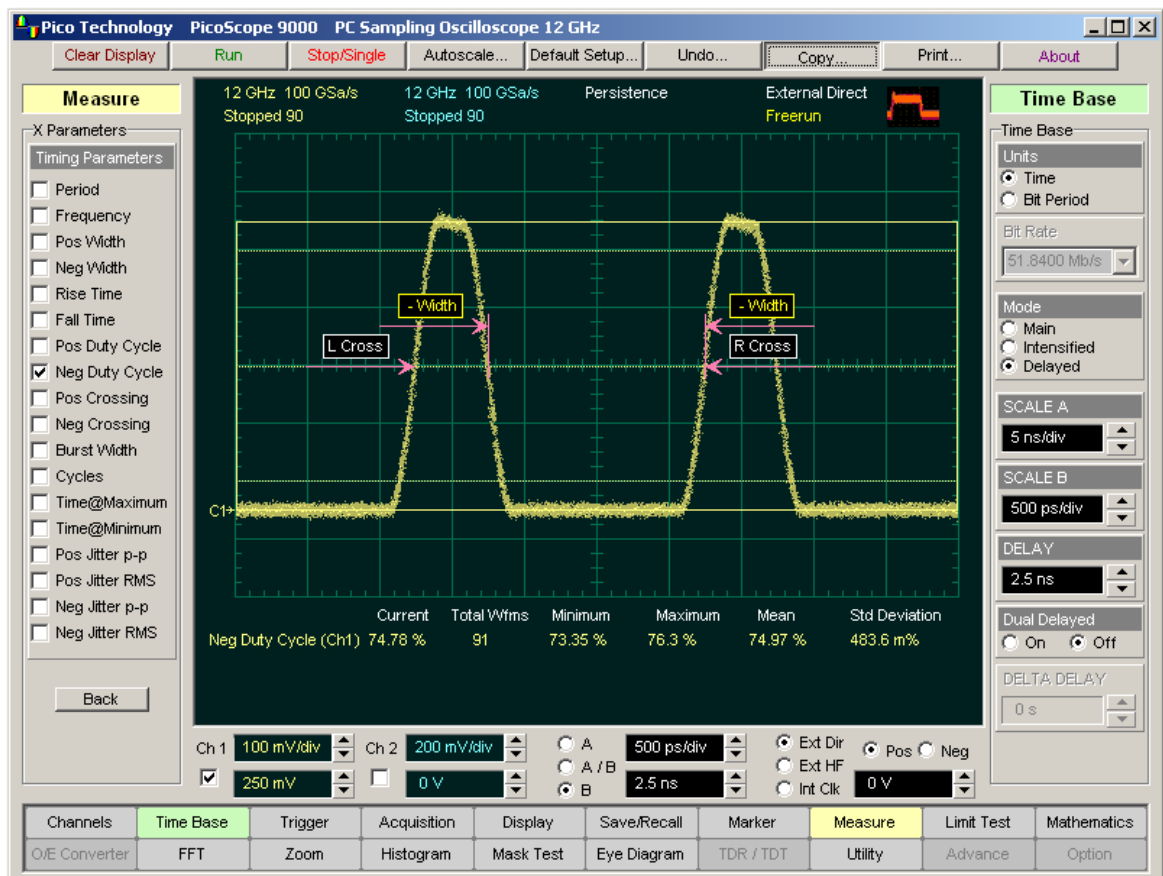 Pico Technology PicoScope 9000 PC Sampling Oscilloscope 12 GHz
Clear Display Run Stop/Single Autoscale... Default Setup... Undo... Copy... Print... About
Measure
X Parameters
Timing Parameters
Period
Frequency
Pos Width
Neg Width
Rise Time
Fall Time
Pos Duty Cycle
Neg Duty Cycle
Pos Crossing
Neg Crossing
Burst Width
Cycles
Time@Maximum
Time@Minimum
Pos Jitter p-p
Pos Jitter RMS
Neg Jitter p-p
Neg Jitter RMS
Back
12 GHz 100 GSa/s 12 GHz 100 GSa/s Persistence External Direct
Stopped 90 Stopped 90 Freerun
- Width - Width
L Cross R Cross
C1
Current Total Wfms Minimum Maximum Mean Std Deviation
Neg Duty Cycle (Ch1) 74.78 % 91 73.35 % 76.3 % 74.97 % 483.6 m%
Time Base
Time Base
Units
Time
Bit Period
Bit Rate
51.8400 Mb/s
Mode
Main
Intensified
Delayed
SCALE A
5 ns/div
SCALE B
500 ps/div
DELAY
2.5 ns
Dual Delayed
On Off
DELTA DELAY
0 s
Ch 1 100 mV/div Ch 2 200 mV/div A 500 ps/div Ext Dir Pos Neg
A / B Ext HF
250 mV 0 V B 2.5 ns Int Clk 0 V
Channels Time Base Trigger Acquisition Display Save/Recall Marker Measure Limit Test Mathematics
O/E Converter FFT Zoom Histogram Mask Test Eye Diagram TDR / TDT Utility Advance Option